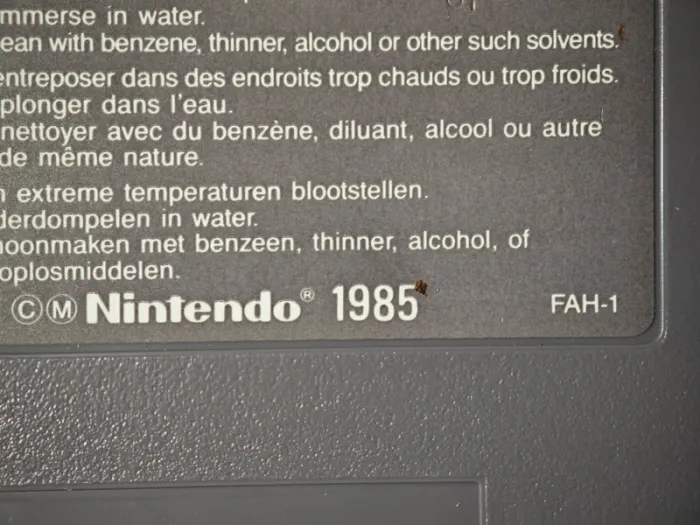 mmerse in water.
ean with benzene, thinner, alcohol or other such solvents.
entreposer dans des endroits trop chauds ou trop froids.
plonger dans l'eau.
nettoyer avec du benzène, diluant, alcool ou autre
de même nature.
extreme temperaturen blootstellen.
derdompelen in water.
hoonmaken met benzeen, thinner, alcohol, of
oplosmiddelen.
Ⓒ Ⓜ Nintendo® 1985 FAH-1